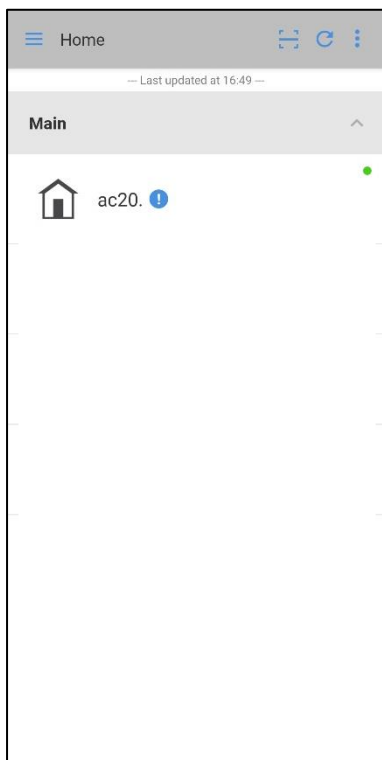 Home
--- Last updated at 16:49 ---
Main
ac20.